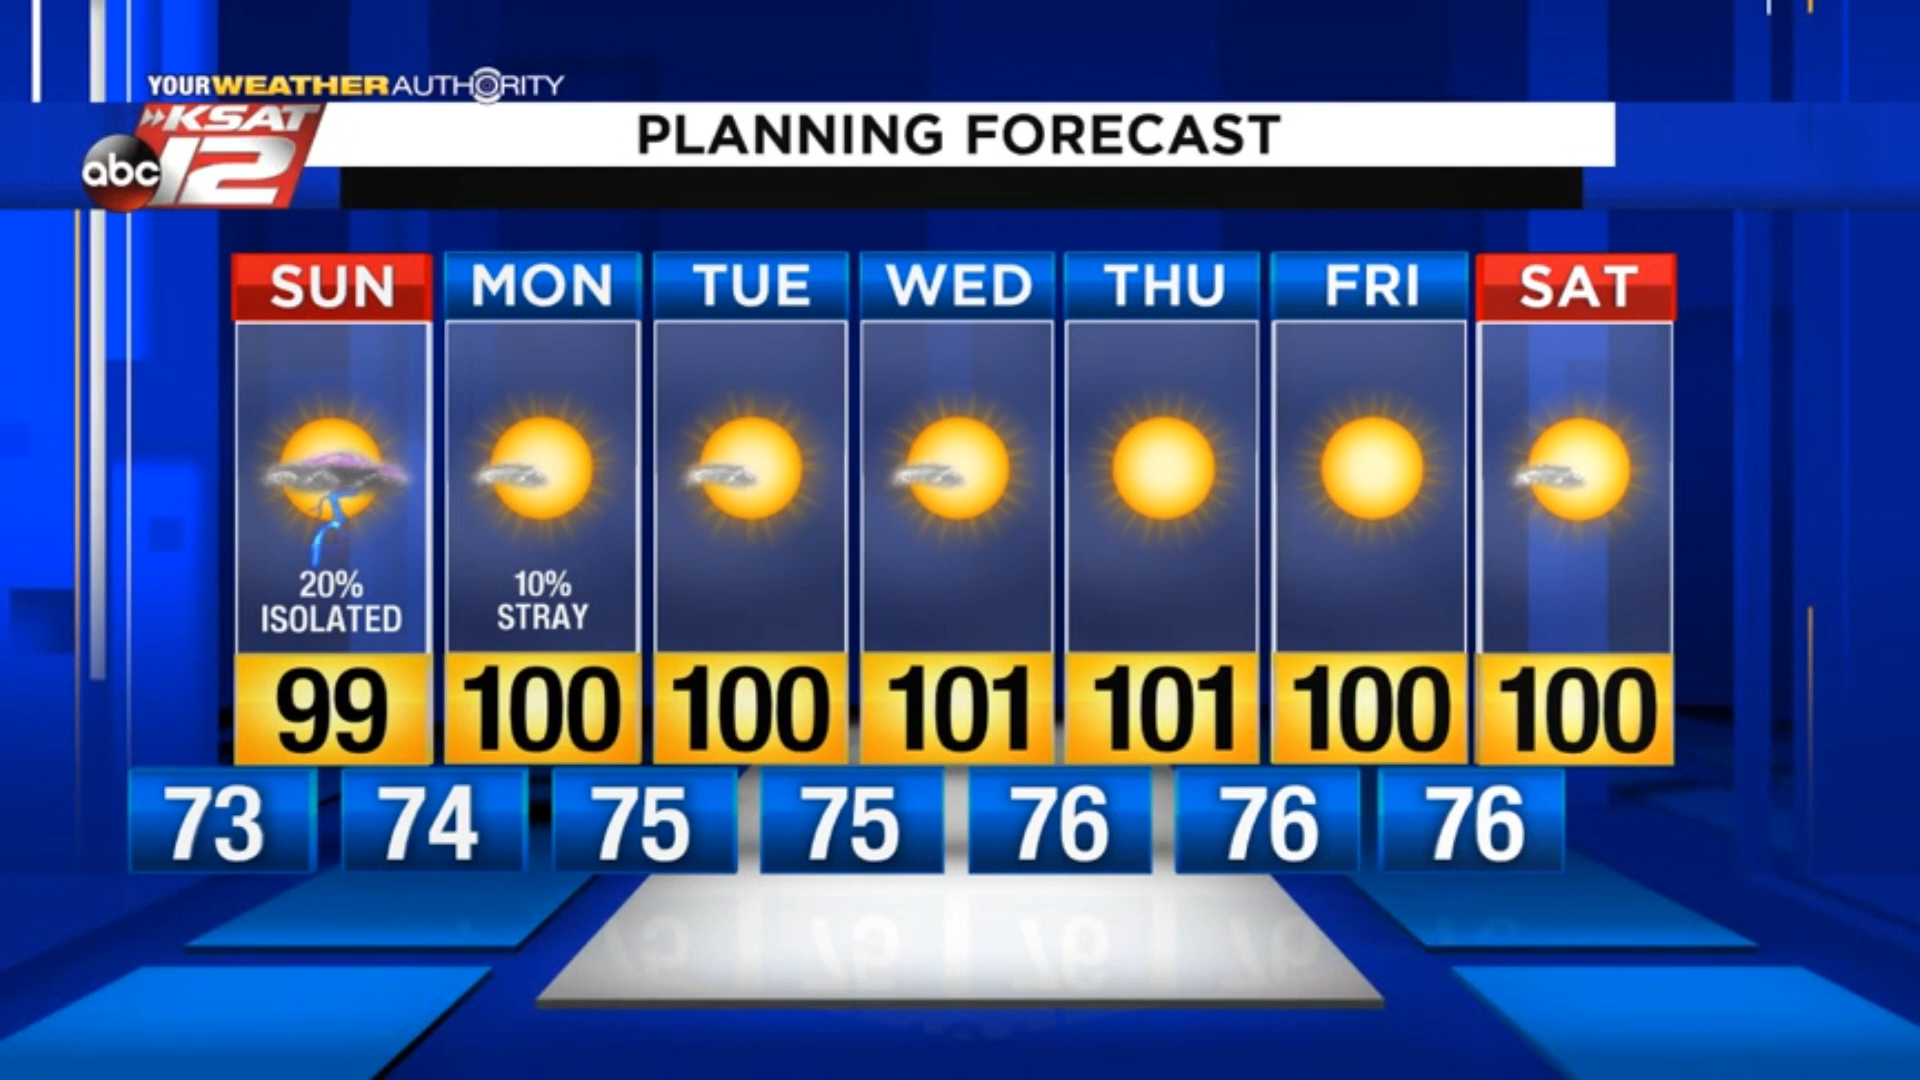 YOURWEATHERAUTHORITY
KSAT
abc 12
PLANNING FORECAST
SUN MON TUE WED THU FRI SAT
20% 10%
ISOLATED STRAY
99 100 100 101 101 100 100
73 74 75 75 76 76 76